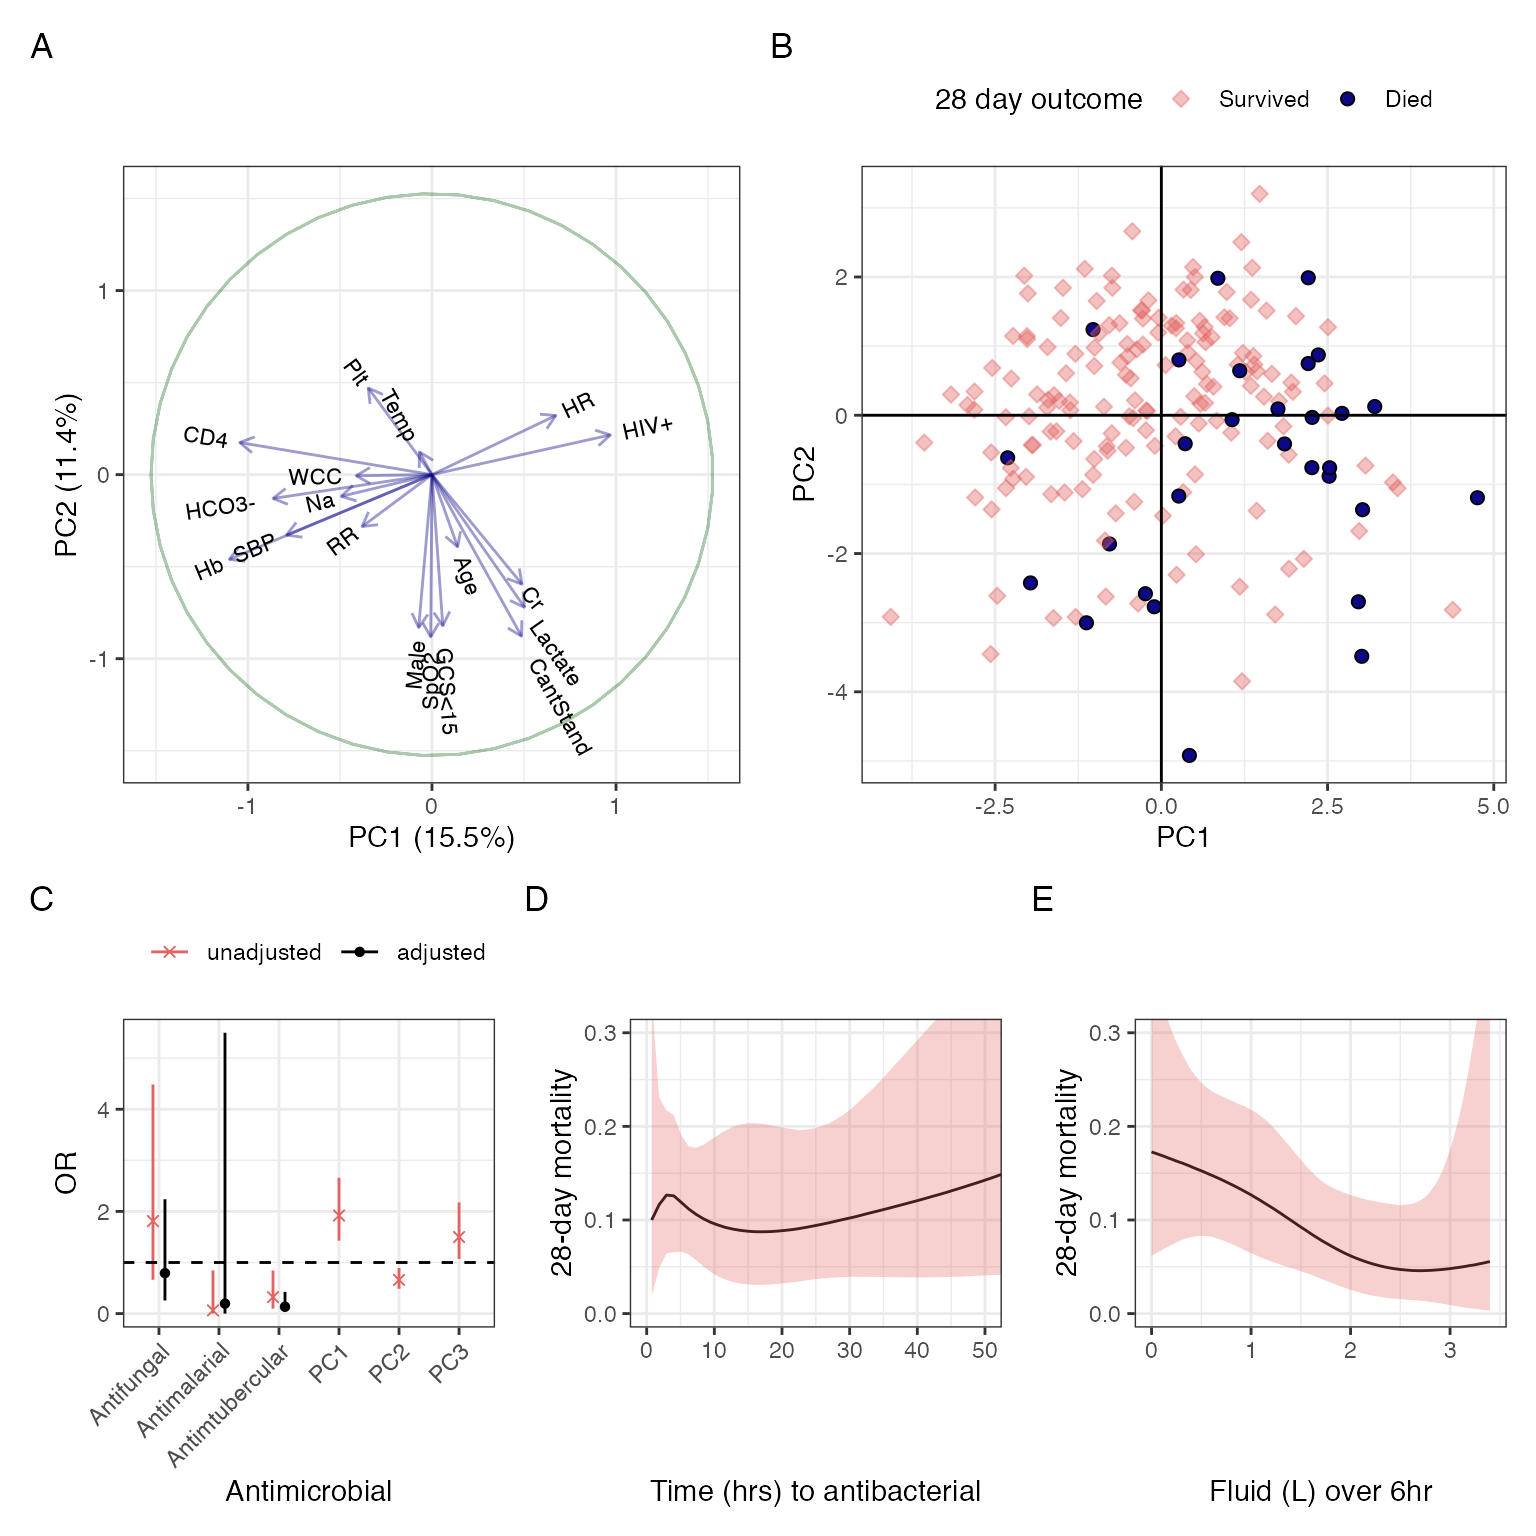 A
PC2 (11.4%)
1
0
-1
-1
0
1
PC1 (15.5%)
Plt
Temp
HR
HIV+
CD4
WCC
HCO3-
Na
SBP
Hb
RR
Age
Cr
Lactate
CantStand
Male
SpO2
GCS<15
B
28 day outcome Survived Died
PC2
2
0
-2
-4
-2.5
0.0
2.5
5.0
PC1
C
unadjusted adjusted
OR
4
2
0
Antifungal
Antimalarial
Antimtubercular
PC1
PC2
PC3
Antimicrobial
D
28-day mortality
0.3
0.2
0.1
0.0
0
10
20
30
40
50
Time (hrs) to antibacterial
E
28-day mortality
0.3
0.2
0.1
0.0
0
1
2
3
Fluid (L) over 6hr